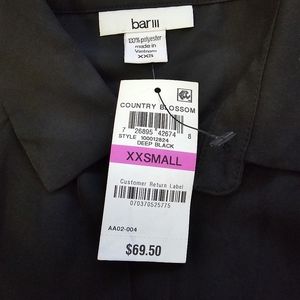 bar III
100% polyester
made in
Vietnam
XXS
COUNTRY BLOSSOM
7 26895 42674 8
STYLE 100012824
DEEP BLACK
XXSMALL
Customer Return Label
070370525775
AA02-004
$69.50